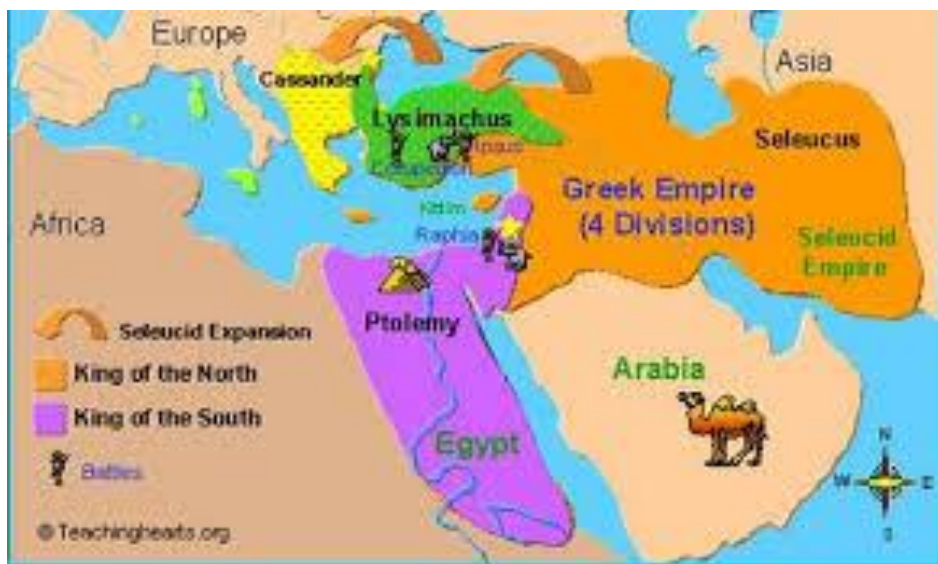 Europe
Asia
Cassander
Lysimachus
Ipsus
Seleucus
Greek Empire
(4 Divisions)
Kittim
Raphia
Africa
Seleucid
Empire
Seleucid Expansion
Ptolemy
King of the North
Arabia
King of the South
Egypt
Battles
N
W
E
S
© Teachinghearts.org